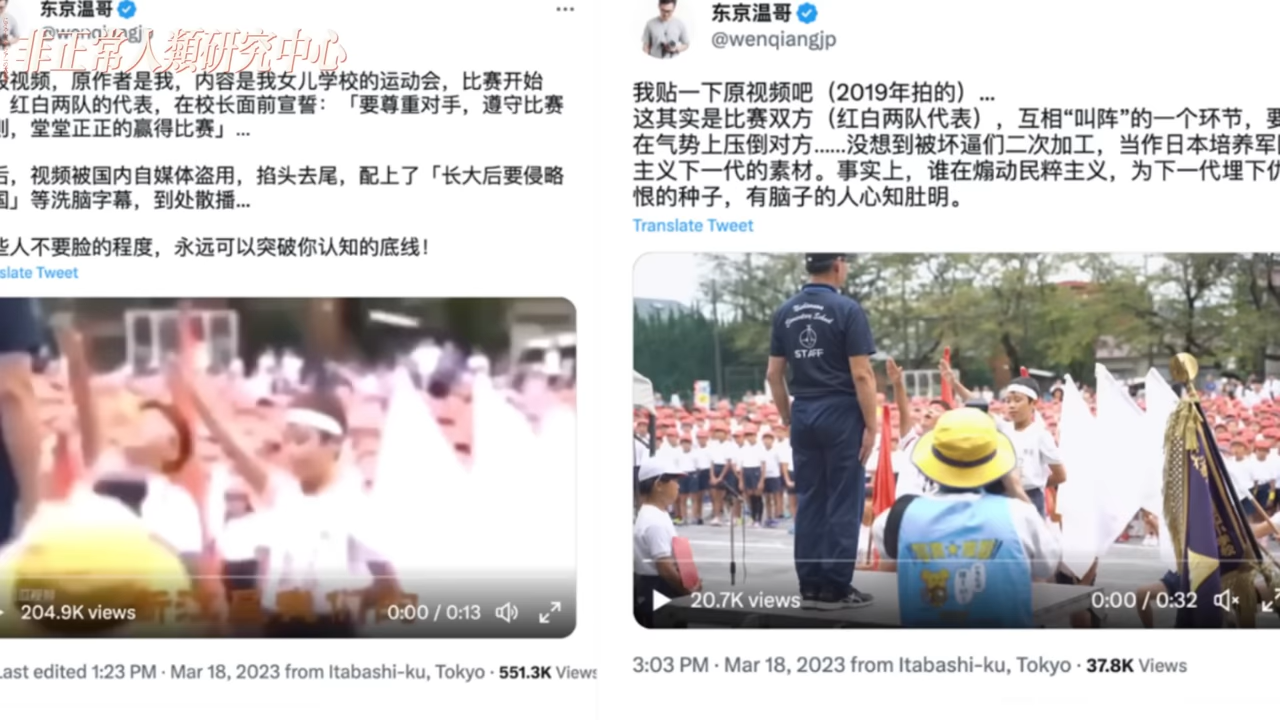 东京温哥
@wenqiangjp
非正常人類研究中心
视频，原作者是我，内容是我女儿学校的运动会，比赛开始
红白两队的代表，在校长面前宣誓：「要尊重对手，遵守比赛
，堂堂正正的赢得比赛」...
后，视频被国内自媒体盗用，掐头去尾，配上了「长大后要侵略
国」等洗脑字幕，到处散播...
些人不要脸的程度，永远可以突破你认知的底线！
slate Tweet
204.9K views
0:00 / 0:13
Last edited 1:23 PM · Mar 18, 2023 from Itabashi-ku, Tokyo · 551.3K Views
东京温哥
@wenqiangjp
我贴一下原视频吧（2019年拍的）...
这其实是比赛双方（红白两队代表），互相“叫阵”的一个环节，要
在气势上压倒对方......没想到被坏逼们二次加工，当作日本培养军国
主义下一代的素材。事实上，谁在煽动民粹主义，为下一代埋下仇
恨的种子，有脑子的人心知肚明。
Translate Tweet
STAFF
20.7K views
0:00 / 0:32
3:03 PM · Mar 18, 2023 from Itabashi-ku, Tokyo · 37.8K Views